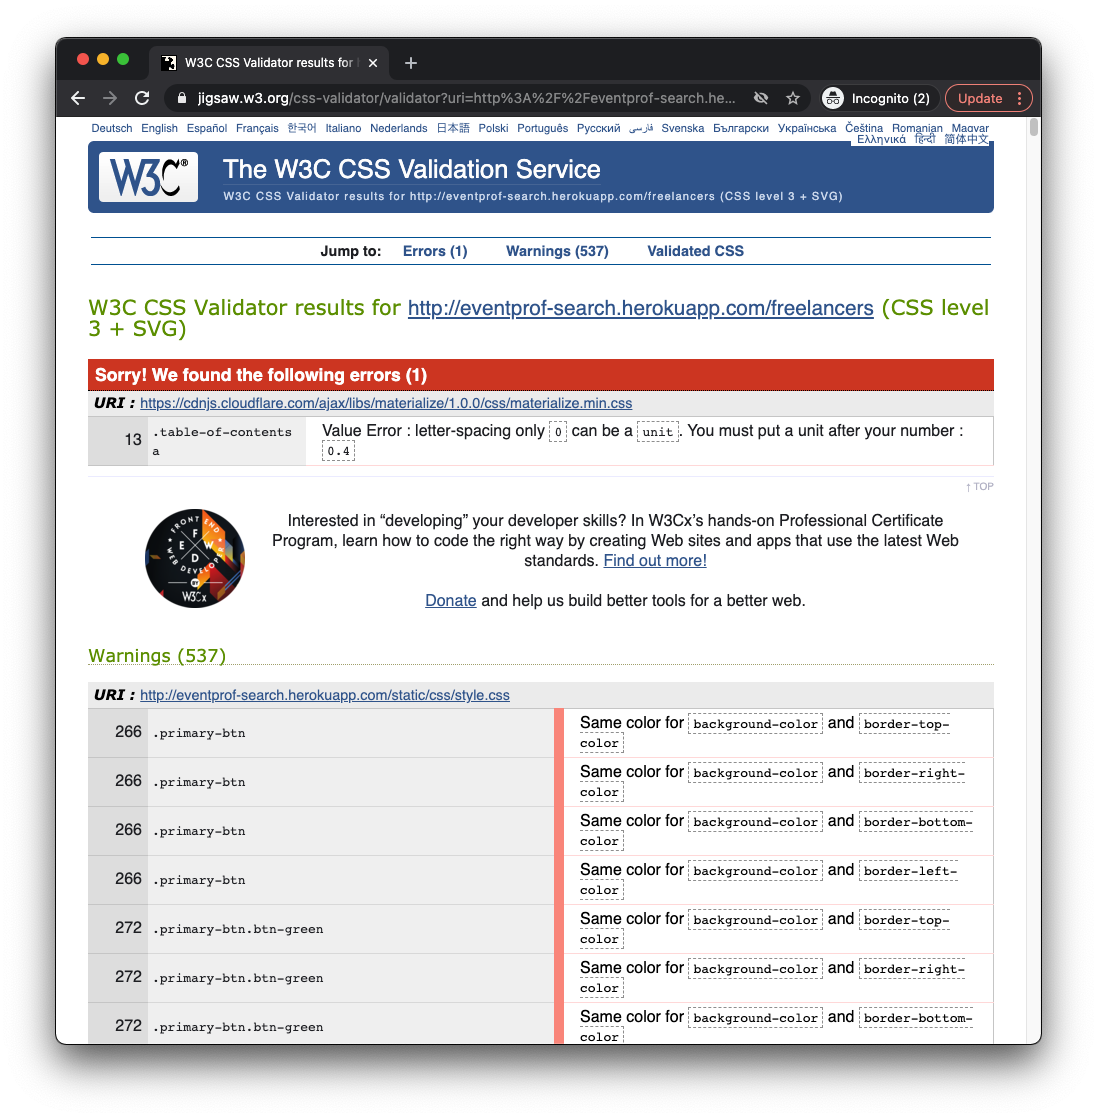 W3C CSS Validator results for
jigsaw.w3.org/css-validator/validator?uri=http%3A%2F%2Feventprof-search.he...
Incognito (2)
Update
Deutsch English Español Français 한국어 Italiano Nederlands 日本語 Polski Português Русский فارسی Svenska Български Українська Čeština Romanian Magyar
Ελληνικά हिन्दी 简体中文
W3C®
The W3C CSS Validation Service
W3C CSS Validator results for http://eventprof-search.herokuapp.com/freelancers (CSS level 3 + SVG)
Jump to: Errors (1) Warnings (537) Validated CSS
W3C CSS Validator results for http://eventprof-search.herokuapp.com/freelancers (CSS level
3 + SVG)
Sorry! We found the following errors (1)
URI : https://cdnjs.cloudflare.com/ajax/libs/materialize/1.0.0/css/materialize.min.css
13 .table-of-contents a Value Error : letter-spacing only 0 can be a unit. You must put a unit after your number :
0.4
↑ TOP
FRONT END
WEB DEVELOPER
F
E W
D
BY
W3Cx
Interested in “developing” your developer skills? In W3Cx’s hands-on Professional Certificate
Program, learn how to code the right way by creating Web sites and apps that use the latest Web
standards. Find out more!
Donate and help us build better tools for a better web.
Warnings (537)
URI : http://eventprof-search.herokuapp.com/static/css/style.css
266 .primary-btn Same color for background-color and border-top-
color
266 .primary-btn Same color for background-color and border-right-
color
266 .primary-btn Same color for background-color and border-bottom-
color
266 .primary-btn Same color for background-color and border-left-
color
272 .primary-btn.btn-green Same color for background-color and border-top-
color
272 .primary-btn.btn-green Same color for background-color and border-right-
color
272 .primary-btn.btn-green Same color for background-color and border-bottom-
color